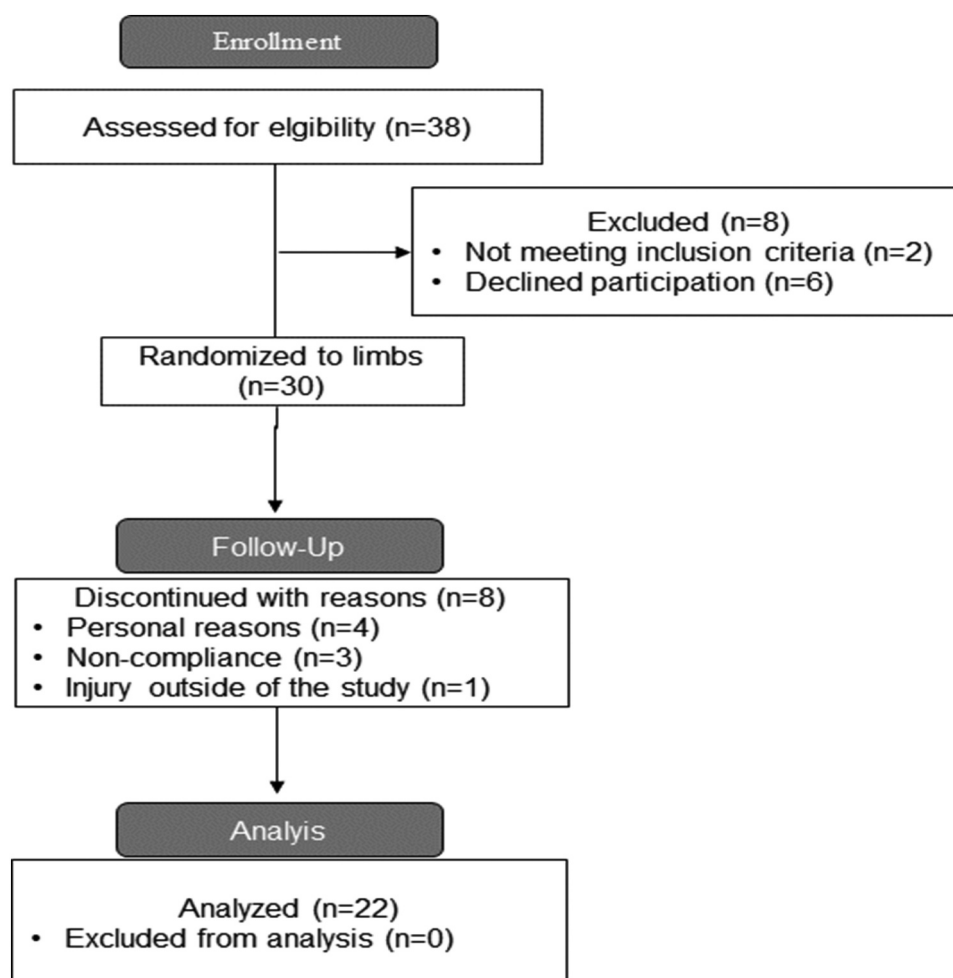 Enrollment
Assessed for elgibility (n=38)
Excluded (n=8)
• Not meeting inclusion criteria (n=2)
• Declined participation (n=6)
Randomized to limbs
(n=30)
Follow-Up
Discontinued with reasons (n=8)
• Personal reasons (n=4)
• Non-compliance (n=3)
• Injury outside of the study (n=1)
Analyis
Analyzed (n=22)
• Excluded from analysis (n=0)